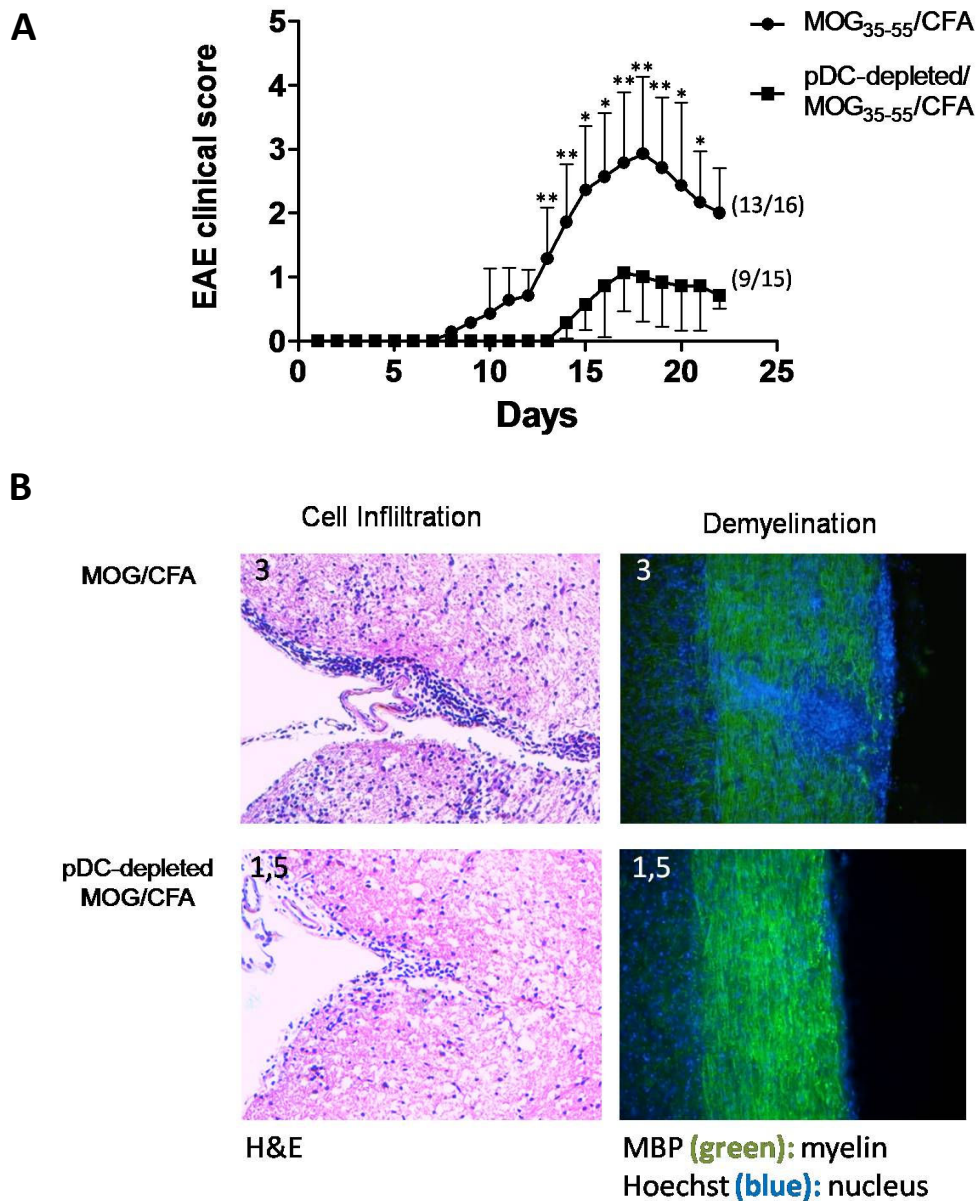 A
EAE clinical score
5
4
3
2
1
0
* ** ** *
** * * ** * *
**
(13/16)
(9/15)
0 5 10 15 20 25
Days
MOG35-55/CFA
pDC-depleted/
MOG35-55/CFA
B
Cell Infliltration
Demyelination
MOG/CFA
3
3
pDC-depleted
MOG/CFA
1,5
1,5
H&E
MBP (green): myelin
Hoechst (blue): nucleus